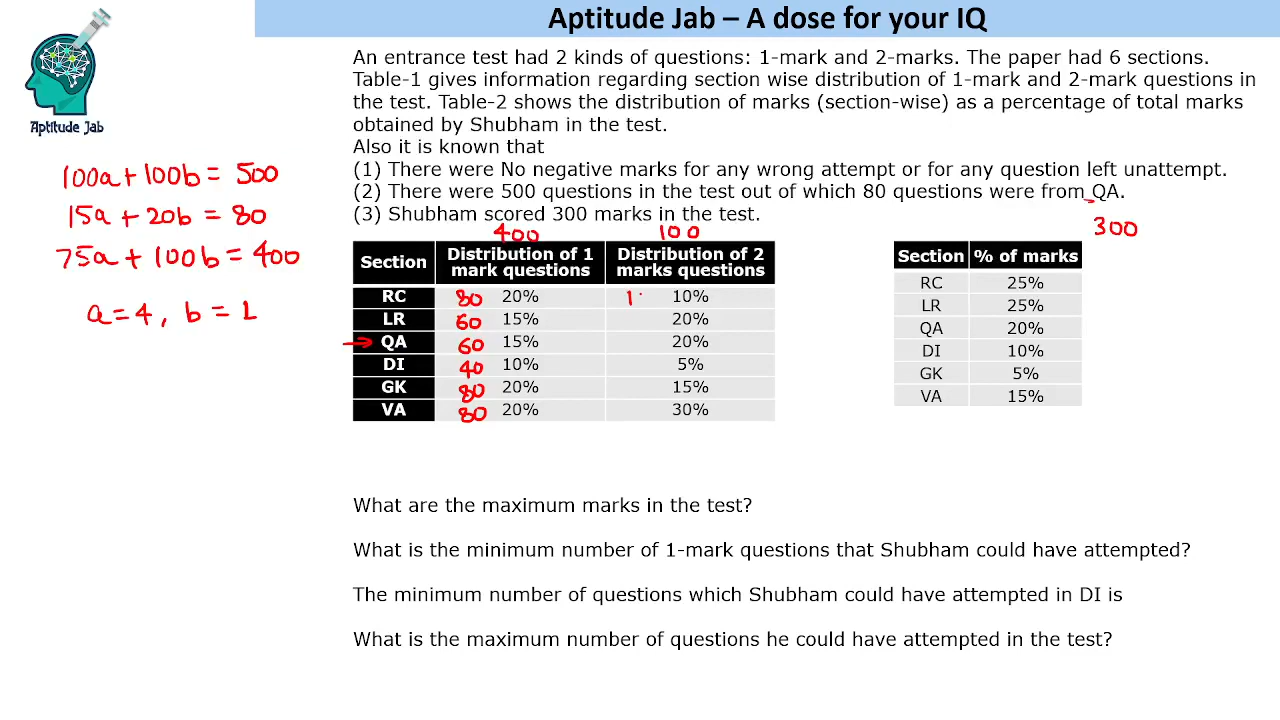 Aptitude Jab – A dose for your IQ
Aptitude Jab
An entrance test had 2 kinds of questions: 1-mark and 2-marks. The paper had 6 sections.
Table-1 gives information regarding section wise distribution of 1-mark and 2-mark questions in
the test. Table-2 shows the distribution of marks (section-wise) as a percentage of total marks
obtained by Shubham in the test.
Also it is known that
(1) There were No negative marks for any wrong attempt or for any question left unattempt.
(2) There were 500 questions in the test out of which 80 questions were from QA.
(3) Shubham scored 300 marks in the test.
100a + 100b = 500
15a + 20b = 80
75a + 100b = 400
a = 4, b = 1
400 100
Section Distribution of 1 mark questions Distribution of 2 marks questions
RC 80 20% 1 10%
LR 60 15% 20%
QA 60 15% 20%
DI 40 10% 5%
GK 80 20% 15%
VA 80 20% 30%
300
Section % of marks
RC 25%
LR 25%
QA 20%
DI 10%
GK 5%
VA 15%
What are the maximum marks in the test?
What is the minimum number of 1-mark questions that Shubham could have attempted?
The minimum number of questions which Shubham could have attempted in DI is
What is the maximum number of questions he could have attempted in the test?